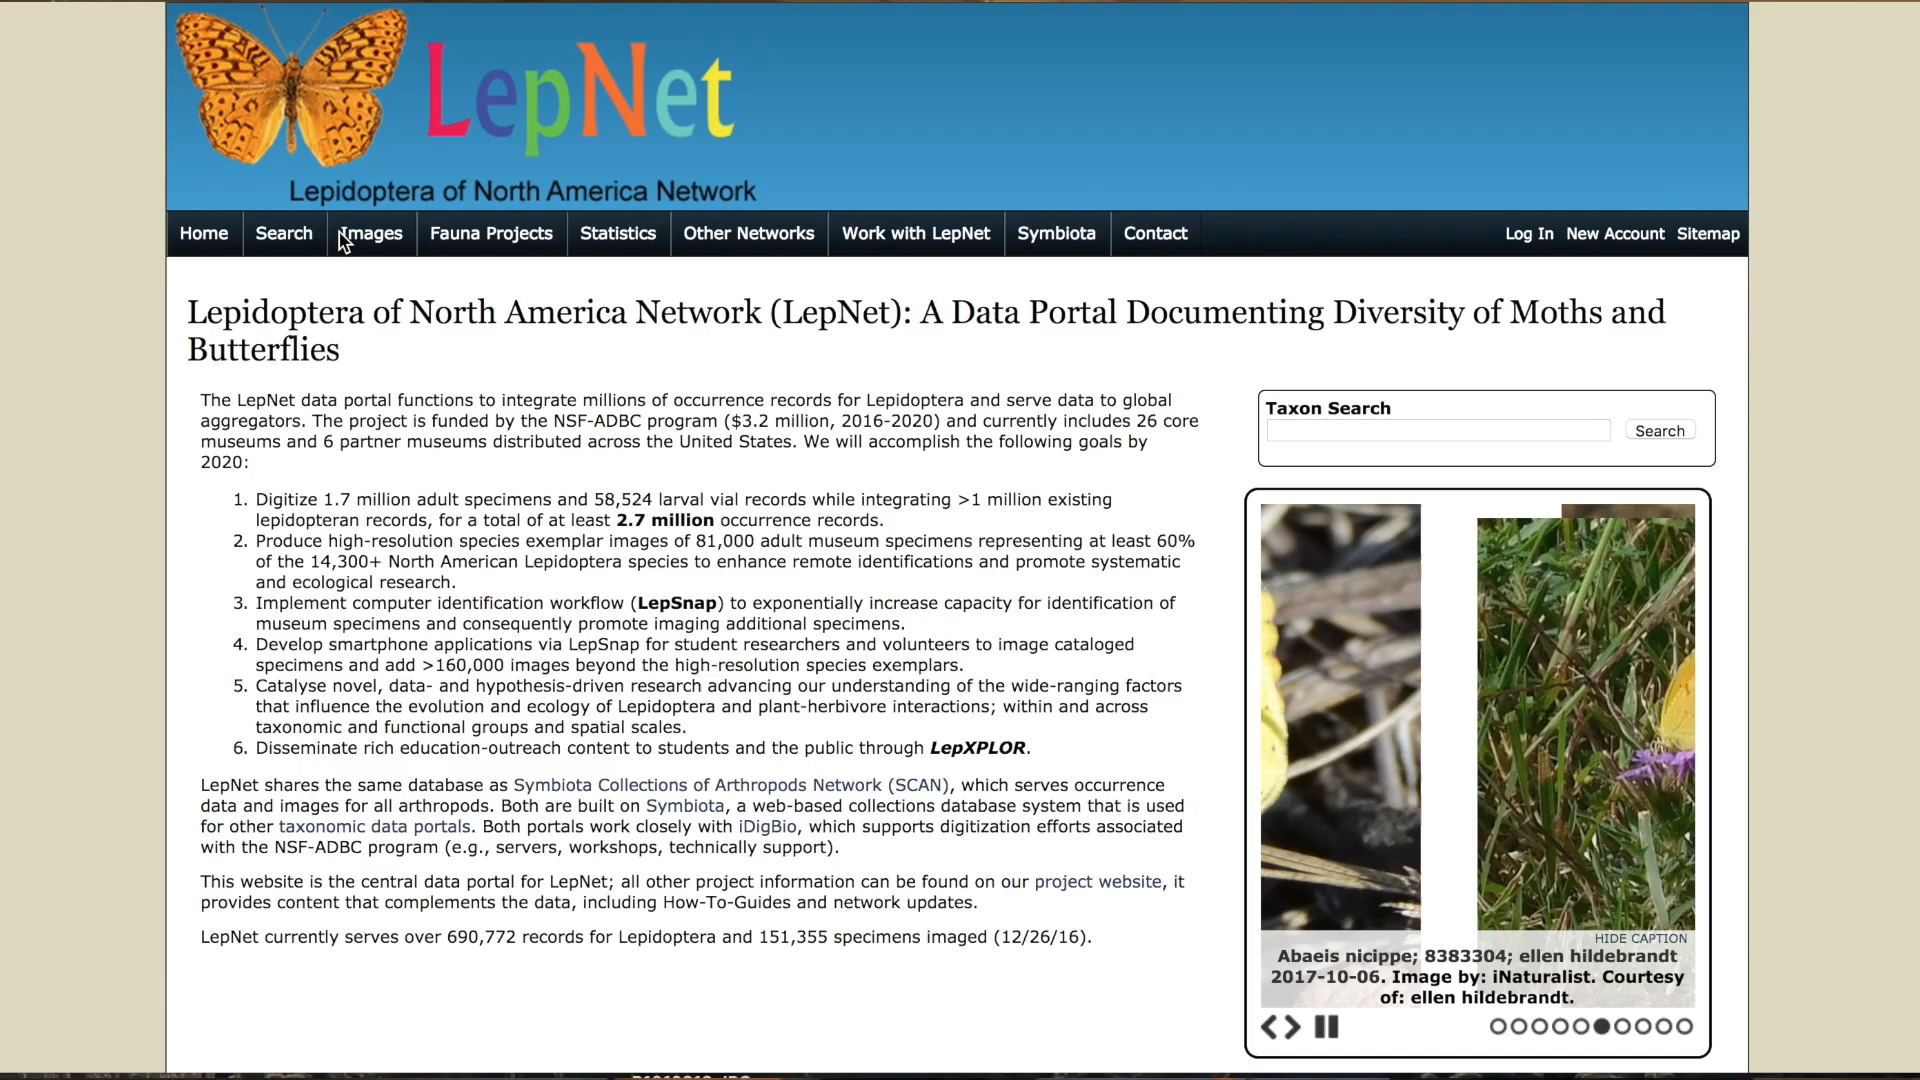 LepNet
Lepidoptera of North America Network
Home Search Images Fauna Projects Statistics Other Networks Work with LepNet Symbiota Contact Log In New Account Sitemap
Lepidoptera of North America Network (LepNet): A Data Portal Documenting Diversity of Moths and
Butterflies
The LepNet data portal functions to integrate millions of occurrence records for Lepidoptera and serve data to global
aggregators. The project is funded by the NSF-ADBC program ($3.2 million, 2016-2020) and currently includes 26 core
museums and 6 partner museums distributed across the United States. We will accomplish the following goals by
2020:
1. Digitize 1.7 million adult specimens and 58,524 larval vial records while integrating >1 million existing
lepidopteran records, for a total of at least 2.7 million occurrence records.
2. Produce high-resolution species exemplar images of 81,000 adult museum specimens representing at least 60%
of the 14,300+ North American Lepidoptera species to enhance remote identifications and promote systematic
and ecological research.
3. Implement computer identification workflow (LepSnap) to exponentially increase capacity for identification of
museum specimens and consequently promote imaging additional specimens.
4. Develop smartphone applications via LepSnap for student researchers and volunteers to image cataloged
specimens and add >160,000 images beyond the high-resolution species exemplars.
5. Catalyse novel, data- and hypothesis-driven research advancing our understanding of the wide-ranging factors
that influence the evolution and ecology of Lepidoptera and plant-herbivore interactions; within and across
taxonomic and functional groups and spatial scales.
6. Disseminate rich education-outreach content to students and the public through LepXPLOR.
LepNet shares the same database as Symbiota Collections of Arthropods Network (SCAN), which serves occurrence
data and images for all arthropods. Both are built on Symbiota, a web-based collections database system that is used
for other taxonomic data portals. Both portals work closely with iDigBio, which supports digitization efforts associated
with the NSF-ADBC program (e.g., servers, workshops, technically support).
This website is the central data portal for LepNet; all other project information can be found on our project website, it
provides content that complements the data, including How-To-Guides and network updates.
LepNet currently serves over 690,772 records for Lepidoptera and 151,355 specimens imaged (12/26/16).
Taxon Search
Search
HIDE CAPTION
Abaeis nicippe; 8383304; ellen hildebrandt
2017-10-06. Image by: iNaturalist. Courtesy
of: ellen hildebrandt.